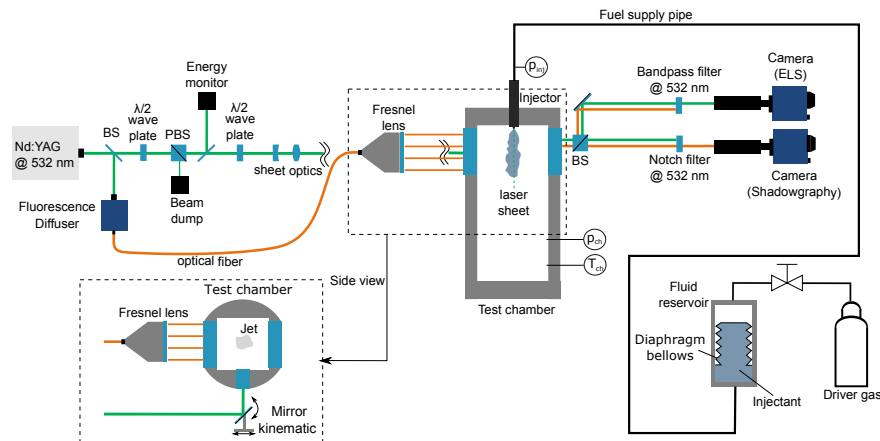 Fuel supply pipe
Energy
monitor
λ/2
wave
plate
PBS
λ/2
wave
plate
BS
Nd:YAG
@ 532 nm
sheet optics
Beam
dump
Fluorescence
Diffuser
optical fiber
Fresnel
lens
p_inj
Injector
laser
sheet
BS
Bandpass filter
@ 532 nm
Notch filter
@ 532 nm
Camera
(ELS)
Camera
(Shadowgraphy)
p_ch
T_ch
Test chamber
Side view
Test chamber
Fresnel lens
Jet
Mirror
kinematic
Fluid
reservoir
Diaphragm
bellows
Injectant
Driver gas